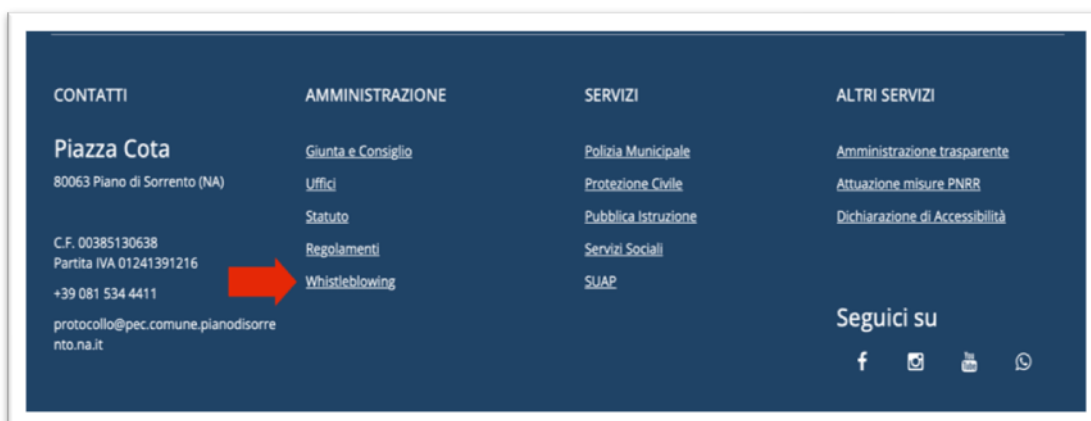 CONTATTI
Piazza Cota
80063 Piano di Sorrento (NA)
C.F. 00385130638
Partita IVA 01241391216
+39 081 534 4411
protocollo@pec.comune.pianodisorre
nto.na.it
AMMINISTRAZIONE
Giunta e Consiglio
Uffici
Statuto
Regolamenti
Whistleblowing
SERVIZI
Polizia Municipale
Protezione Civile
Pubblica Istruzione
Servizi Sociali
SUAP
ALTRI SERVIZI
Amministrazione trasparente
Attuazione misure PNRR
Dichiarazione di Accessibilità
Seguici su